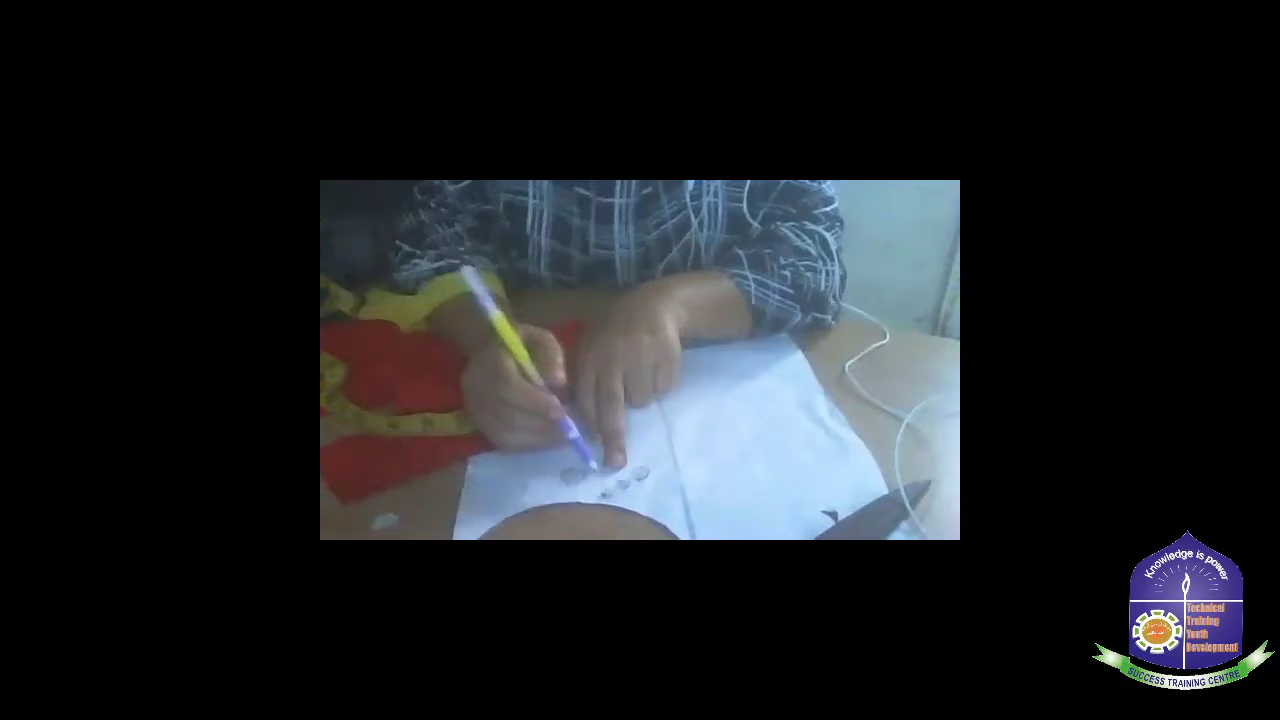 Knowledge is power
Technical
Training
Youth
Development
SUCCESS TRAINING CENTRE